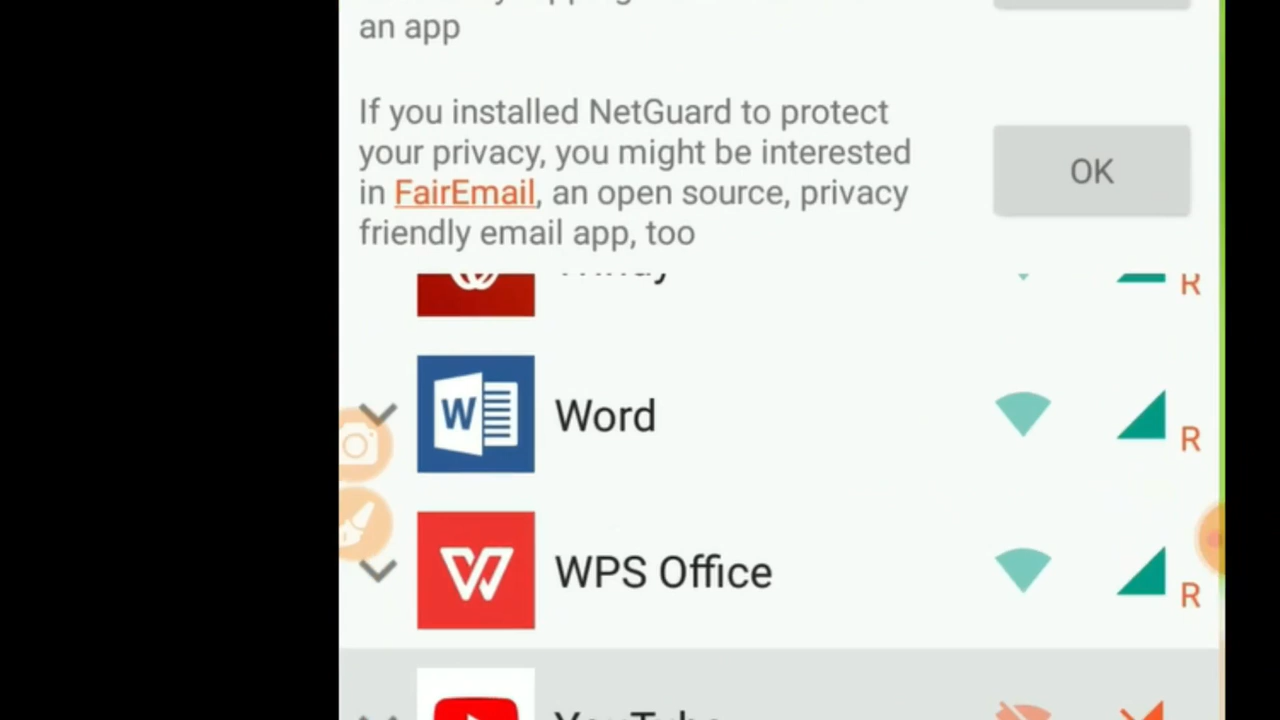 an app
If you installed NetGuard to protect
your privacy, you might be interested
in FairEmail, an open source, privacy
friendly email app, too
OK
R
Word
R
WPS Office
R
YouTube